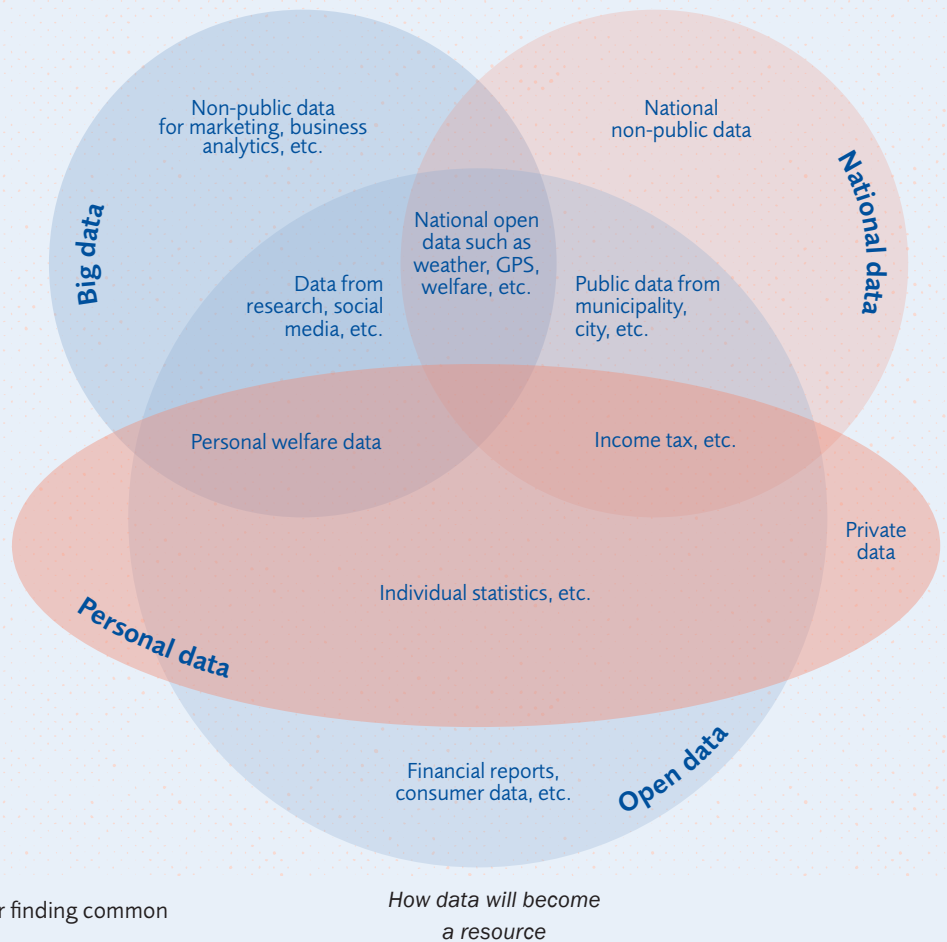 Non-public data
for marketing, business
analytics, etc.
National
non-public data
Big data
National data
National open
data such as
weather, GPS,
welfare, etc.
Data from
research, social
media, etc.
Public data from
municipality,
city, etc.
Personal welfare data
Income tax, etc.
Private
data
Individual statistics, etc.
Personal data
Open data
Financial reports,
consumer data, etc.
finding common
How data will become
a resource